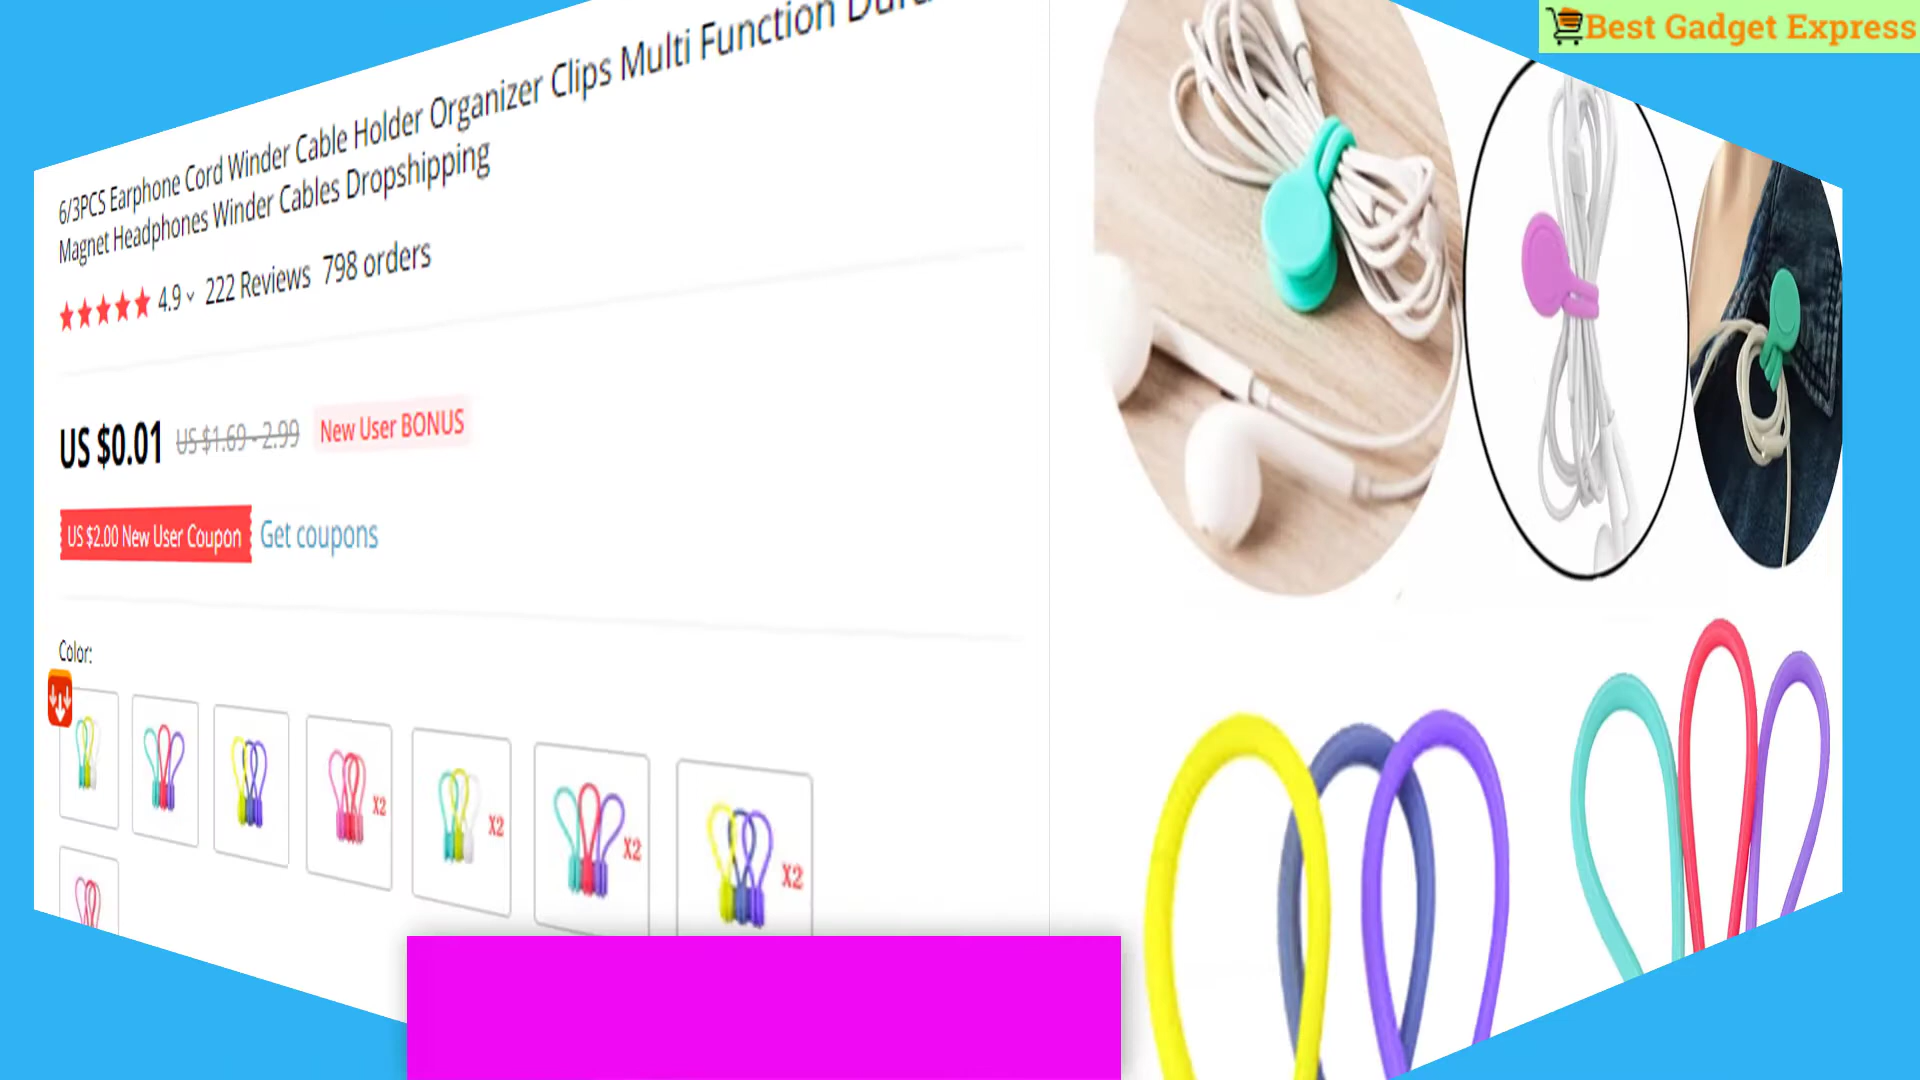 Best Gadget Express
6/3PCS Earphone Cord Winder Cable Holder Organizer Clips Multi Function
Magnet Headphones Winder Cables Dropshipping
4.9 222 Reviews 798 orders
US $0.01 US $1.69 - 2.99 New User BONUS
US $2.00 New User Coupon Get coupons
Color:
X2
X2
X2
X2